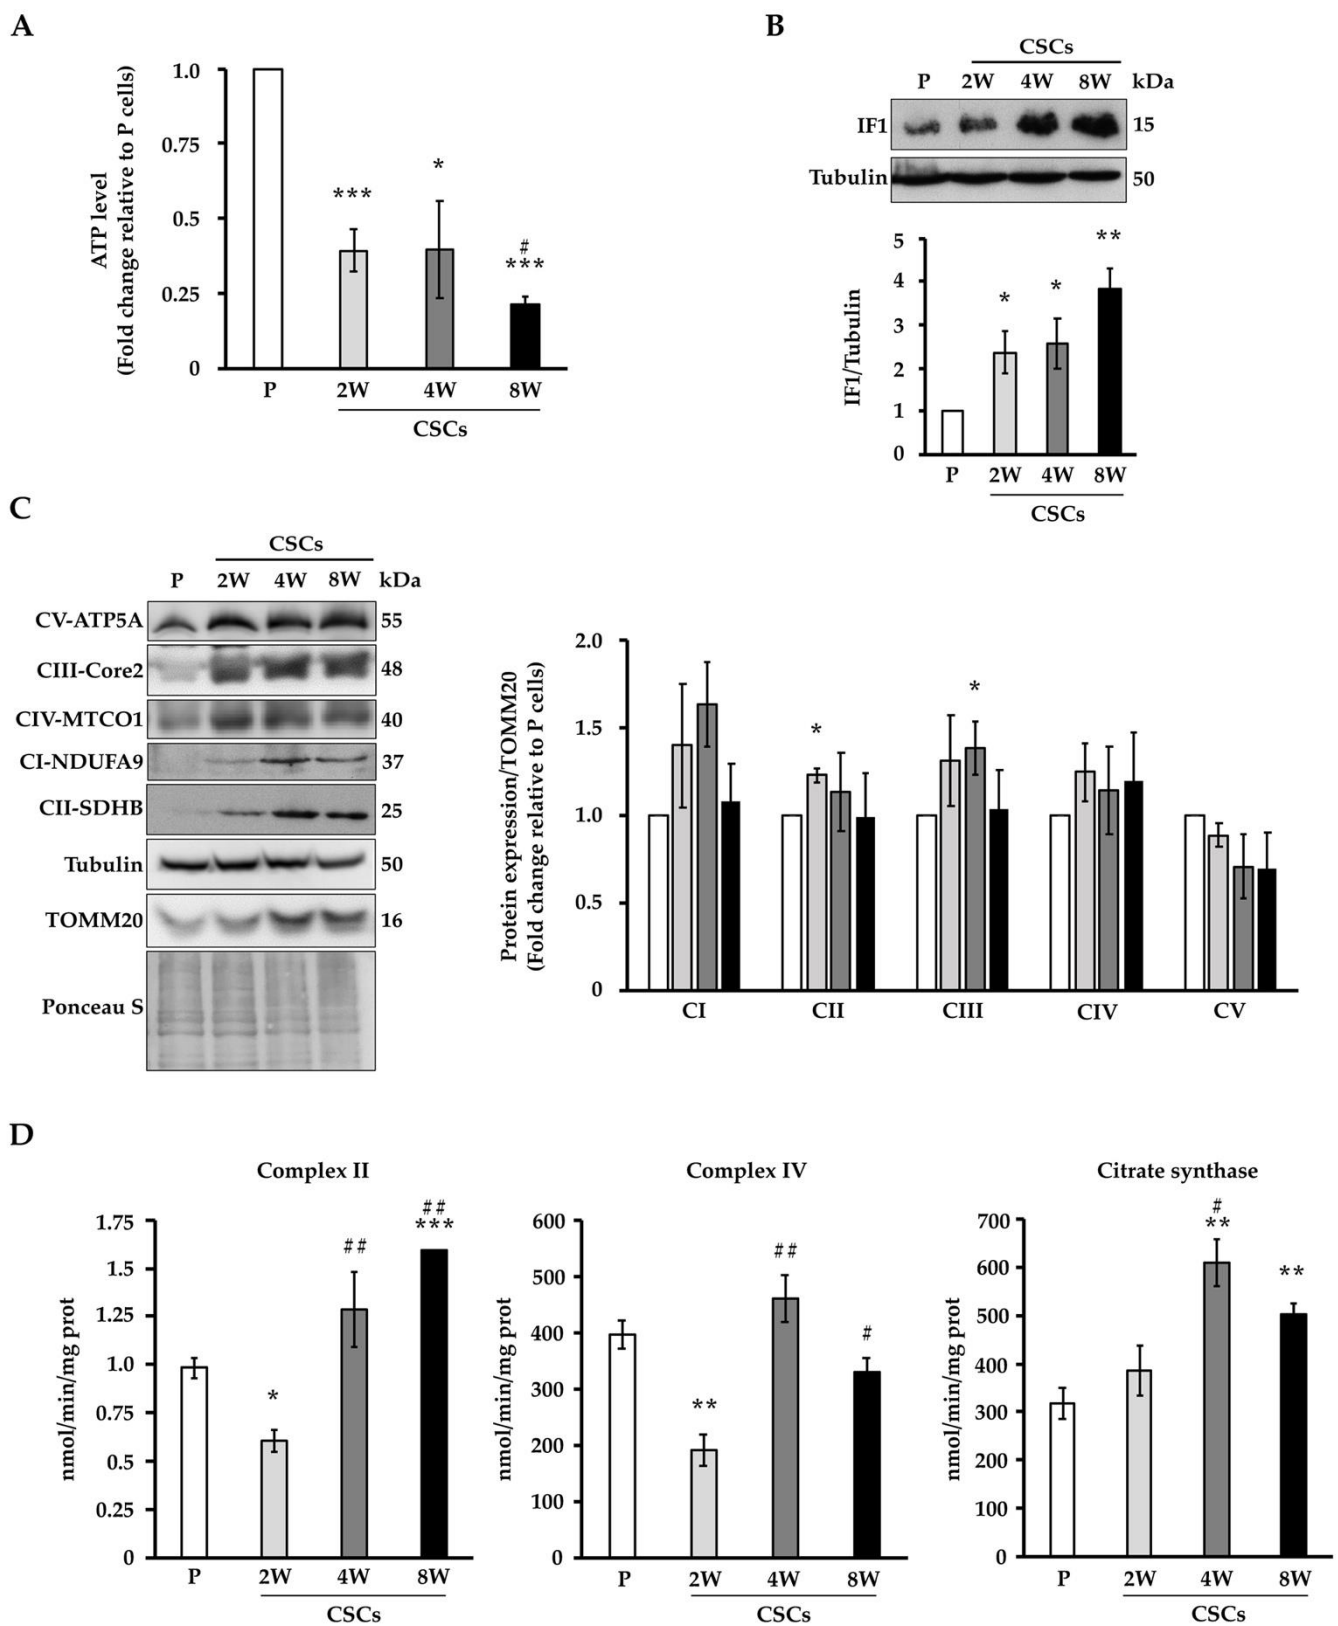 A
ATP level
(Fold change relative to P cells)
1.0
0.75
0.5
0.25
0
***
*
#
***
P 2W 4W 8W
CSCs
B
CSCs
P 2W 4W 8W kDa
IF1 15
Tubulin 50
IF1/Tubulin
5
4
3
2
1
0
*
*
**
P 2W 4W 8W
CSCs
C
CSCs
P 2W 4W 8W kDa
CV-ATP5A 55
CIII-Core2 48
CIV-MTCO1 40
CI-NDUFA9 37
CII-SDHB 25
Tubulin 50
TOMM20 16
Ponceau S
Protein expression/TOMM20
(Fold change relative to P cells)
2.0
1.5
1.0
0.5
0
*
*
CI CII CIII CIV CV
D
Complex II
nmol/min/mg prot
1.75
1.5
1.25
1.0
0.75
0.5
0.25
0
*
##
##
***
P 2W 4W 8W
CSCs
Complex IV
nmol/min/mg prot
600
500
400
300
200
100
0
**
##
#
P 2W 4W 8W
CSCs
Citrate synthase
nmol/min/mg prot
700
600
500
400
300
200
100
0
#
**
**
P 2W 4W 8W
CSCs